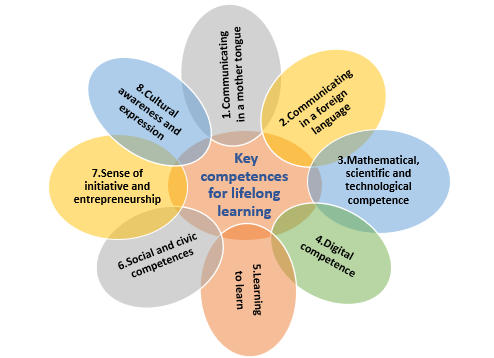 Key
competences
for lifelong
learning
1.Communicating
in a mother tongue
2.Communicating
in a foreign
language
3.Mathematical,
scientific and
technological
competence
4.Digital
competence
5.Learning
to learn
6.Social and civic
competences
7.Sense of
initiative and
entrepreneurship
8.Cultural
awareness and
expression